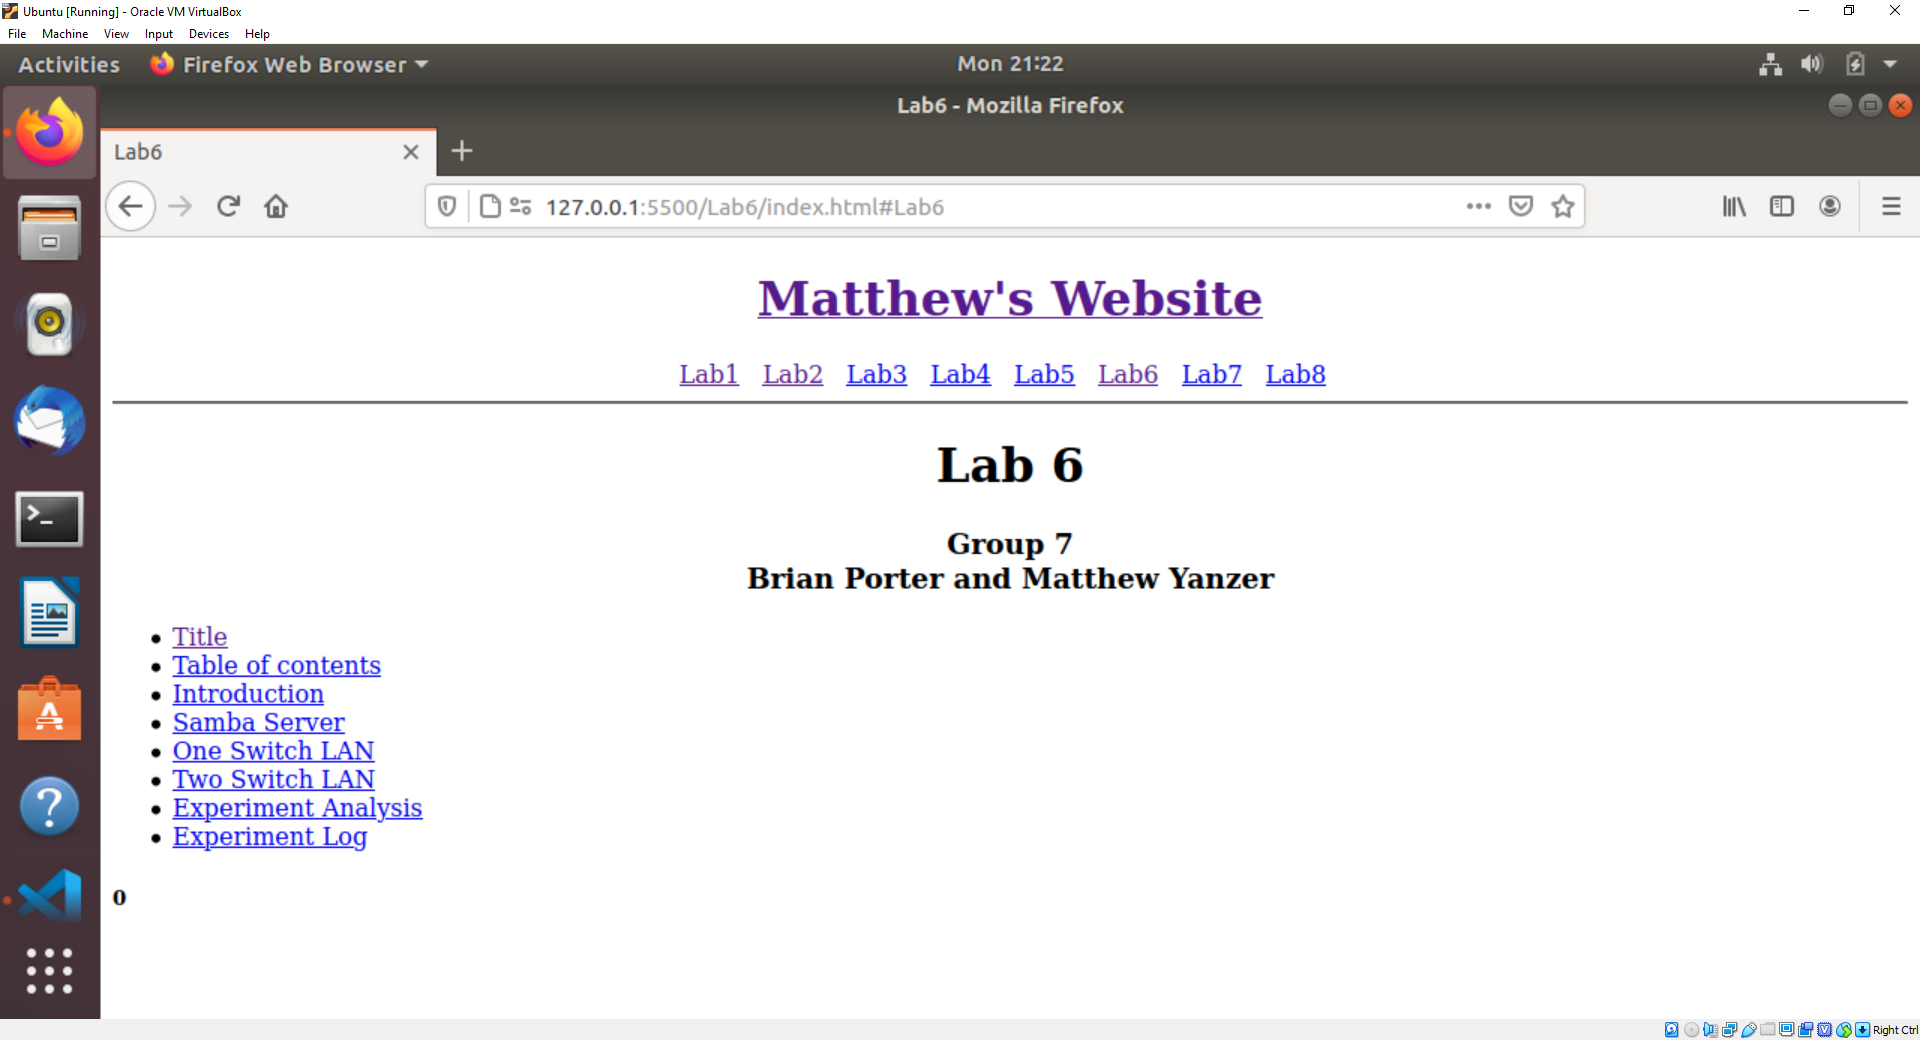 Ubuntu [Running] - Oracle VM VirtualBox
File Machine View Input Devices Help
Activities Firefox Web Browser Mon 21:22
Lab6 - Mozilla Firefox
Lab6
127.0.0.1:5500/Lab6/index.html#Lab6
Matthew's Website
Lab1 Lab2 Lab3 Lab4 Lab5 Lab6 Lab7 Lab8
Lab 6
Group 7
Brian Porter and Matthew Yanzer
Title
Table of contents
Introduction
Samba Server
One Switch LAN
Two Switch LAN
Experiment Analysis
Experiment Log
0
Right Ctrl